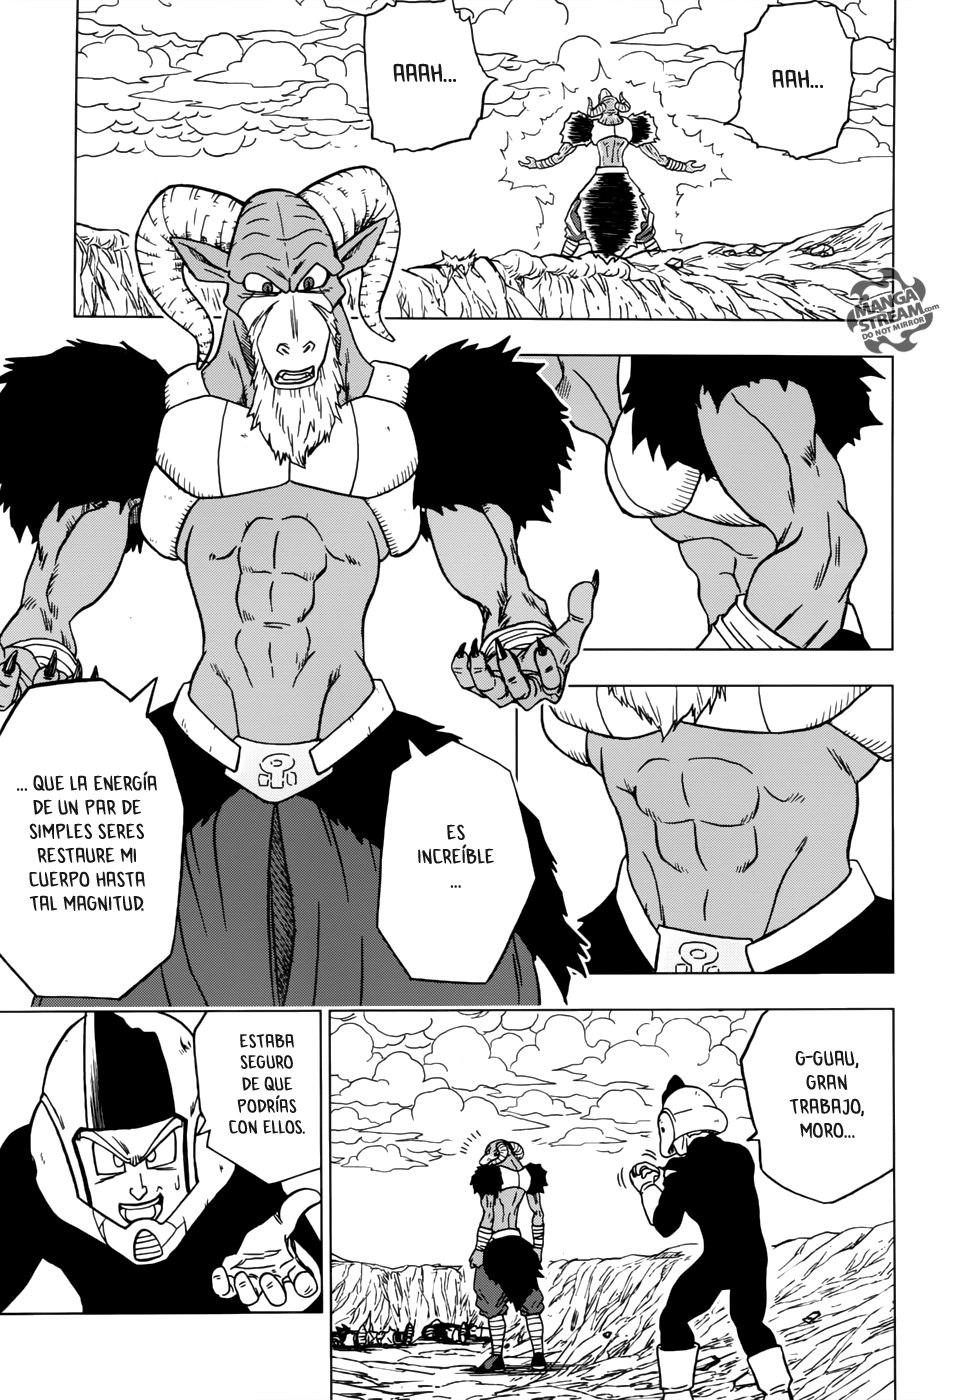 AAH...
AAAH...
MANGA
STREAM.com
DO NOT MIRROR
ES
INCREÍBLE
...
... QUE LA ENERGÍA
DE UN PAR DE
SIMPLES SERES
RESTAURE MI
CUERPO HASTA
TAL MAGNITUD.
G-GUAU,
GRAN
TRABAJO,
MORO...
ESTABA
SEGURO
DE QUE
PODRÍAS
CON ELLOS.